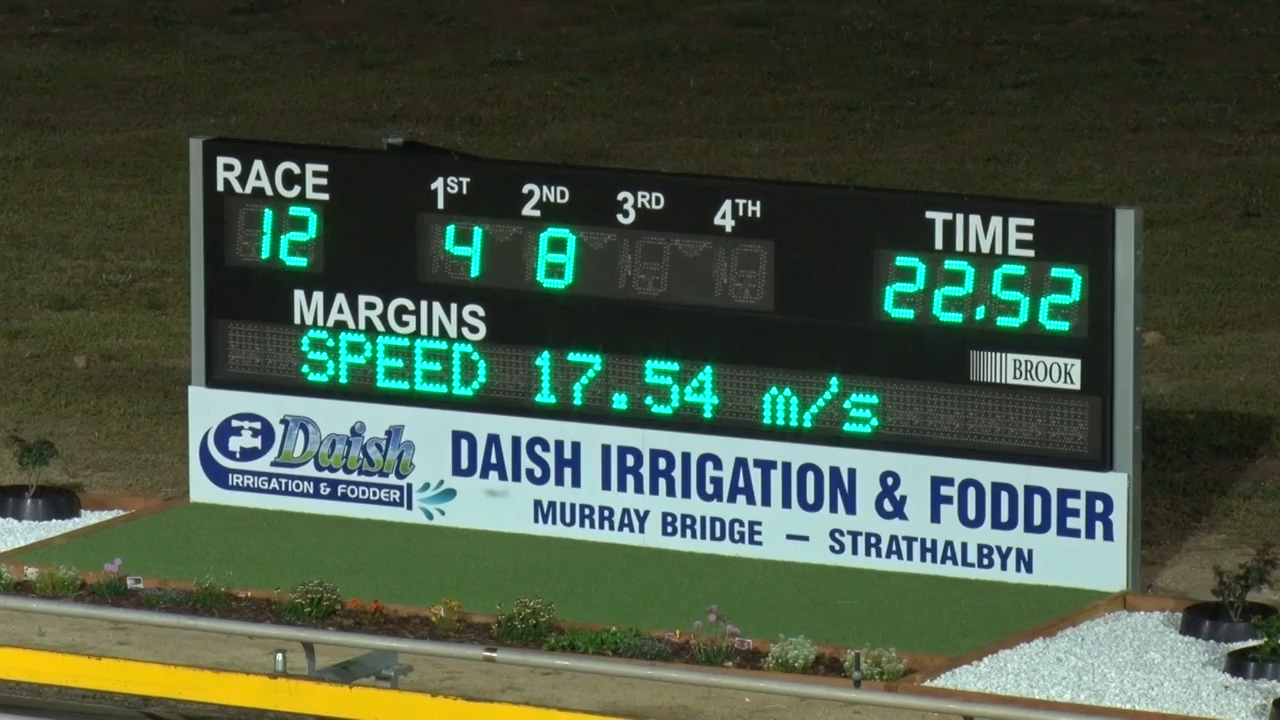 RACE 1ST 2ND 3RD 4TH TIME
12 4 8 22.52
MARGINS
SPEED 17.54 m/s
BROOK
Daish
IRRIGATION & FODDER
DAISH IRRIGATION & FODDER
MURRAY BRIDGE – STRATHALBYN